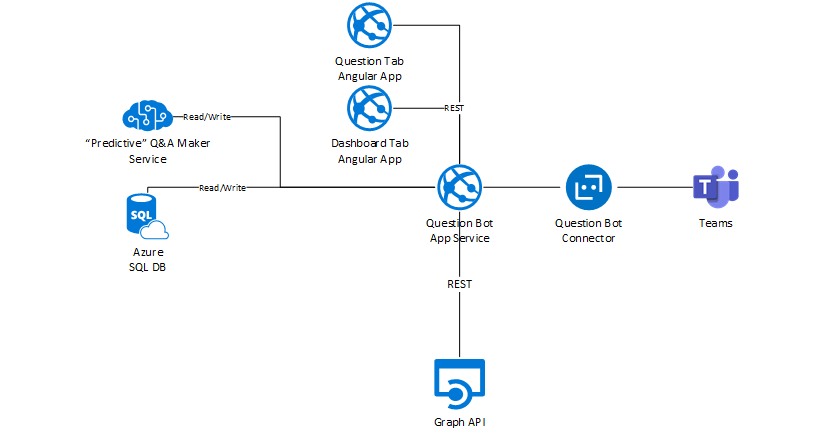 Question Tab
Angular App
REST
Dashboard Tab
Angular App
Read/Write
“Predictive” Q&A Maker
Service
Read/Write
SQL
Azure
SQL DB
Question Bot
App Service
Question Bot
Connector
T
Teams
REST
Graph API